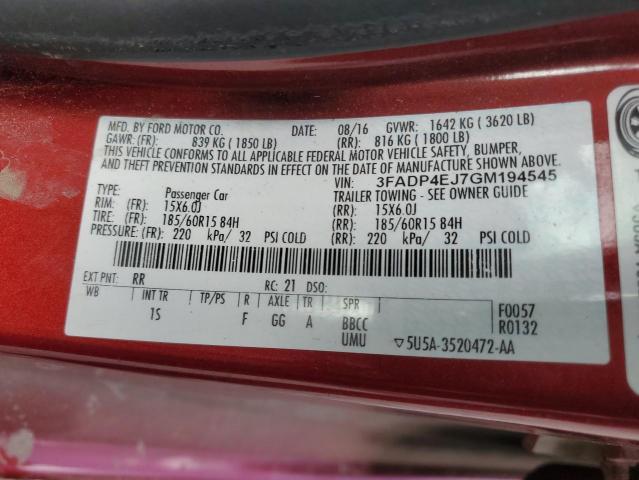 MFD. BY FORD MOTOR CO. DATE: 08/16 GVWR: 1642 KG ( 3620 LB)
GAWR:(FR): 839 KG ( 1850 LB) (RR): 816 KG ( 1800 LB)
THIS VEHICLE CONFORMS TO ALL APPLICABLE FEDERAL MOTOR VEHICLE SAFETY, BUMPER,
AND THEFT PREVENTION STANDARDS IN EFFECT ON THE DATE OF MANUFACTURE SHOWN ABOVE.
VIN: 3FADP4EJ7GM194545
Passenger Car TRAILER TOWING - SEE OWNER GUIDE
RIM: (FR): 15X6.0J (RR): 15X6.0J
TIRE: (FR): 185/60R15 84H (RR): 185/60R15 84H
PRESSURE: (FR): 220 kPa/ 32 PSI COLD (RR): 220 kPa/ 32 PSI COLD
EXT PNT: RR RC: 21 DSO:
WB INT TR TP/PS R AXLE TR SPR F0057
1S F GG A BBCC R0132
UMU ▽5U5A-3520472-AA